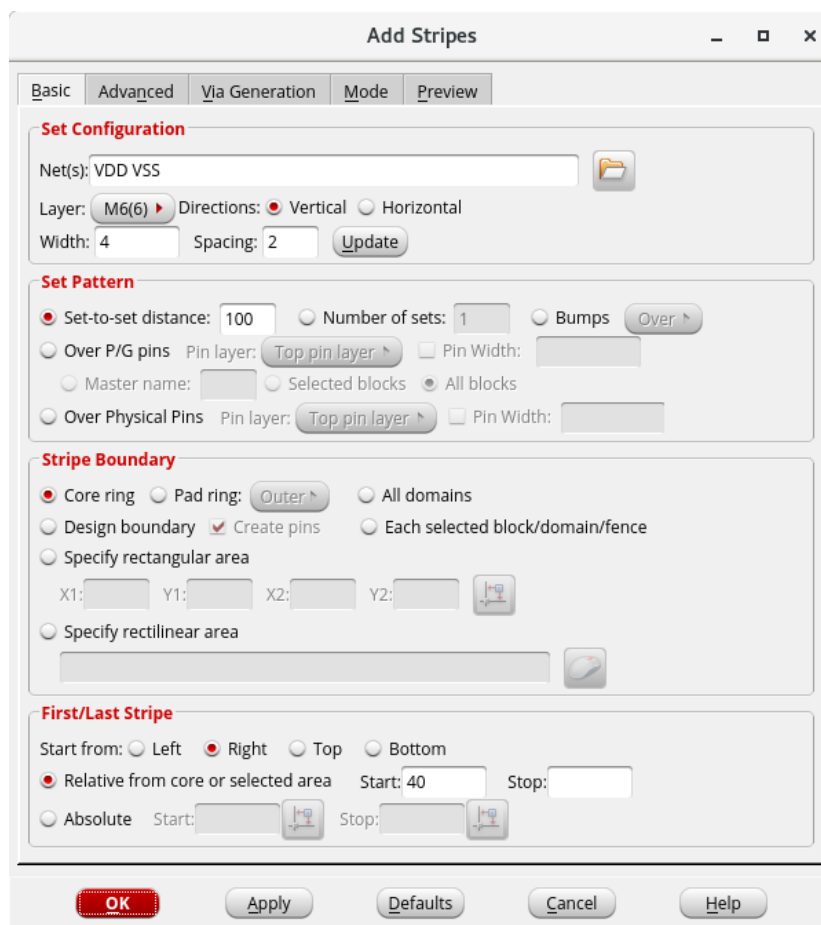 Add Stripes
Basic Advanced Via Generation Mode Preview
Set Configuration
Net(s): VDD VSS
Layer: M6(6) Directions: Vertical Horizontal
Width: 4 Spacing: 2 Update
Set Pattern
Set-to-set distance: 100 Number of sets: 1 Bumps Over
Over P/G pins Pin layer: Top pin layer Pin Width:
Master name: Selected blocks All blocks
Over Physical Pins Pin layer: Top pin layer Pin Width:
Stripe Boundary
Core ring Pad ring: Outer All domains
Design boundary Create pins Each selected block/domain/fence
Specify rectangular area
X1: Y1: X2: Y2:
Specify rectilinear area
First/Last Stripe
Start from: Left Right Top Bottom
Relative from core or selected area Start: 40 Stop:
Absolute Start: Stop:
OK Apply Defaults Cancel Help